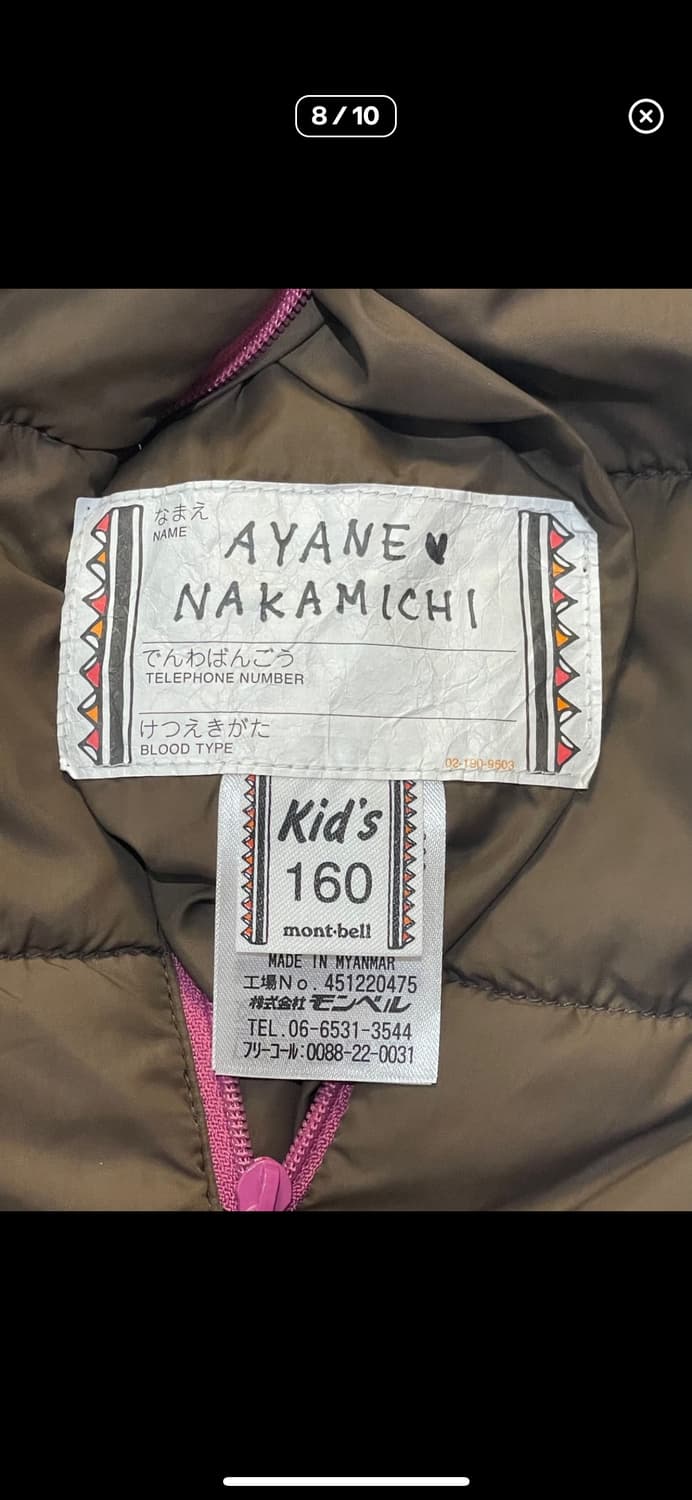 8 / 10
なまえ
NAME
AYANE♥
NAKAMICHI
でんわばんごう
TELEPHONE NUMBER
けつえきがた
BLOOD TYPE
02-190-9503
Kid's
160
mont-bell
MADE IN MYANMAR
工場No. 451220475
株式会社モンベル
TEL.06-6531-3544
フリーコール:0088-22-0031